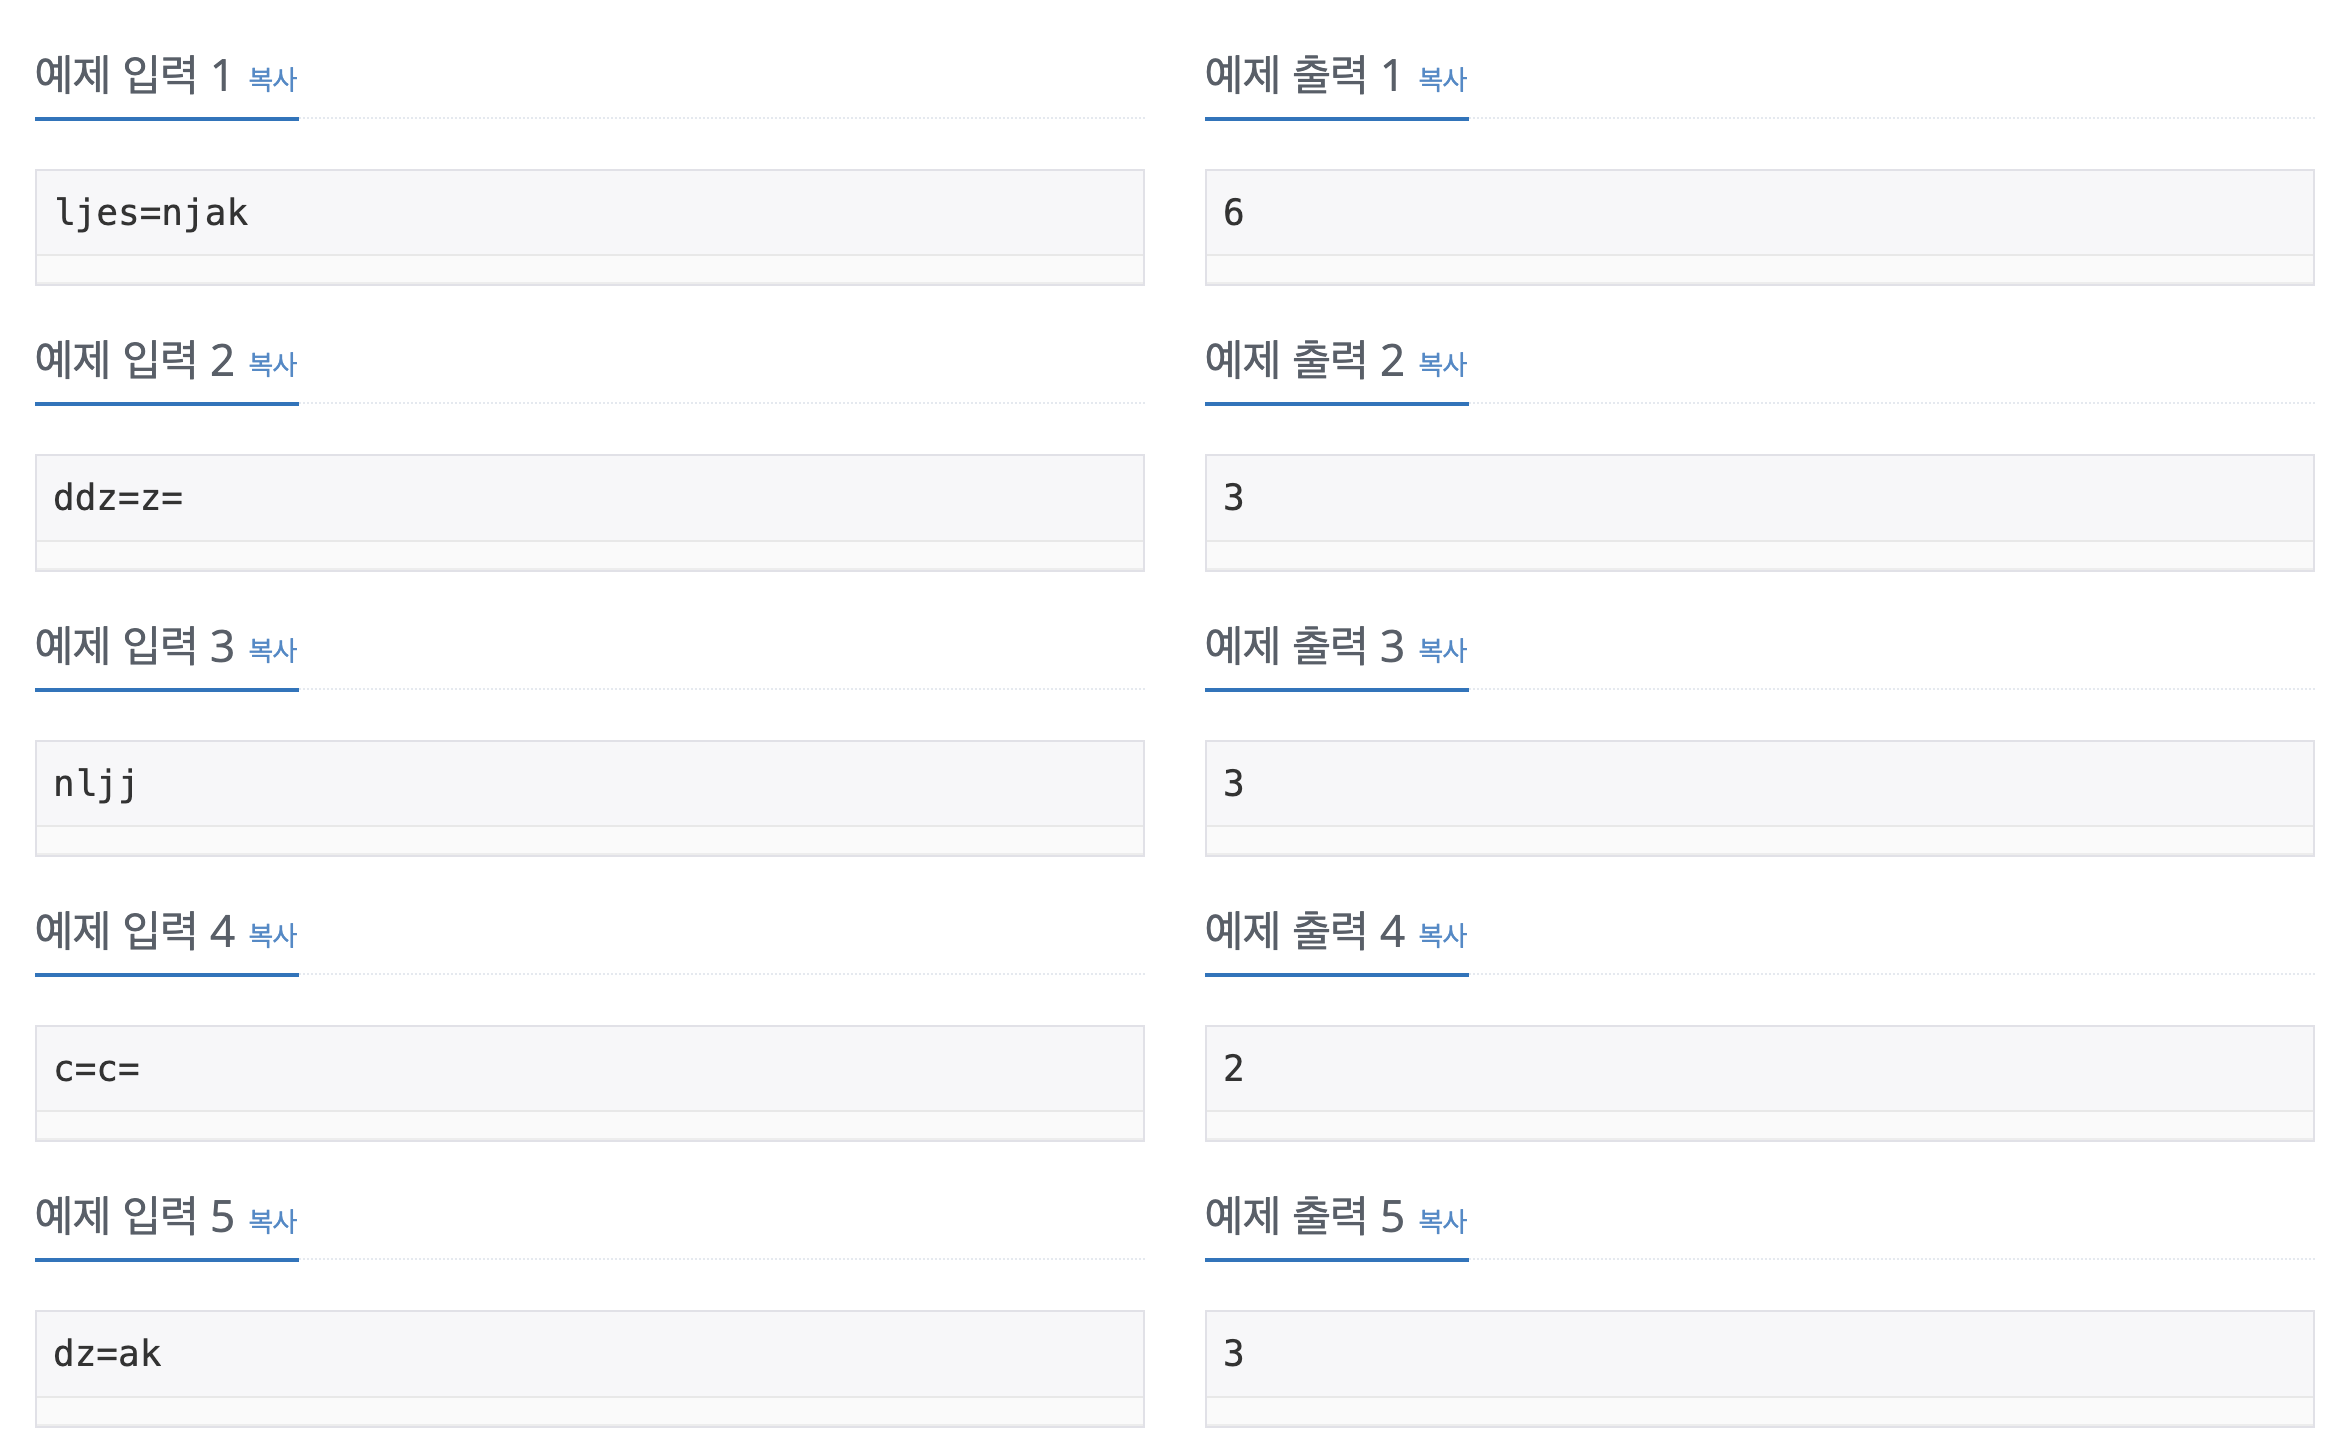 예제 입력 1 복사
예제 출력 1 복사
ljes=njak
6
예제 입력 2 복사
예제 출력 2 복사
ddz=z=
3
예제 입력 3 복사
예제 출력 3 복사
nljj
3
예제 입력 4 복사
예제 출력 4 복사
c=c=
2
예제 입력 5 복사
예제 출력 5 복사
dz=ak
3